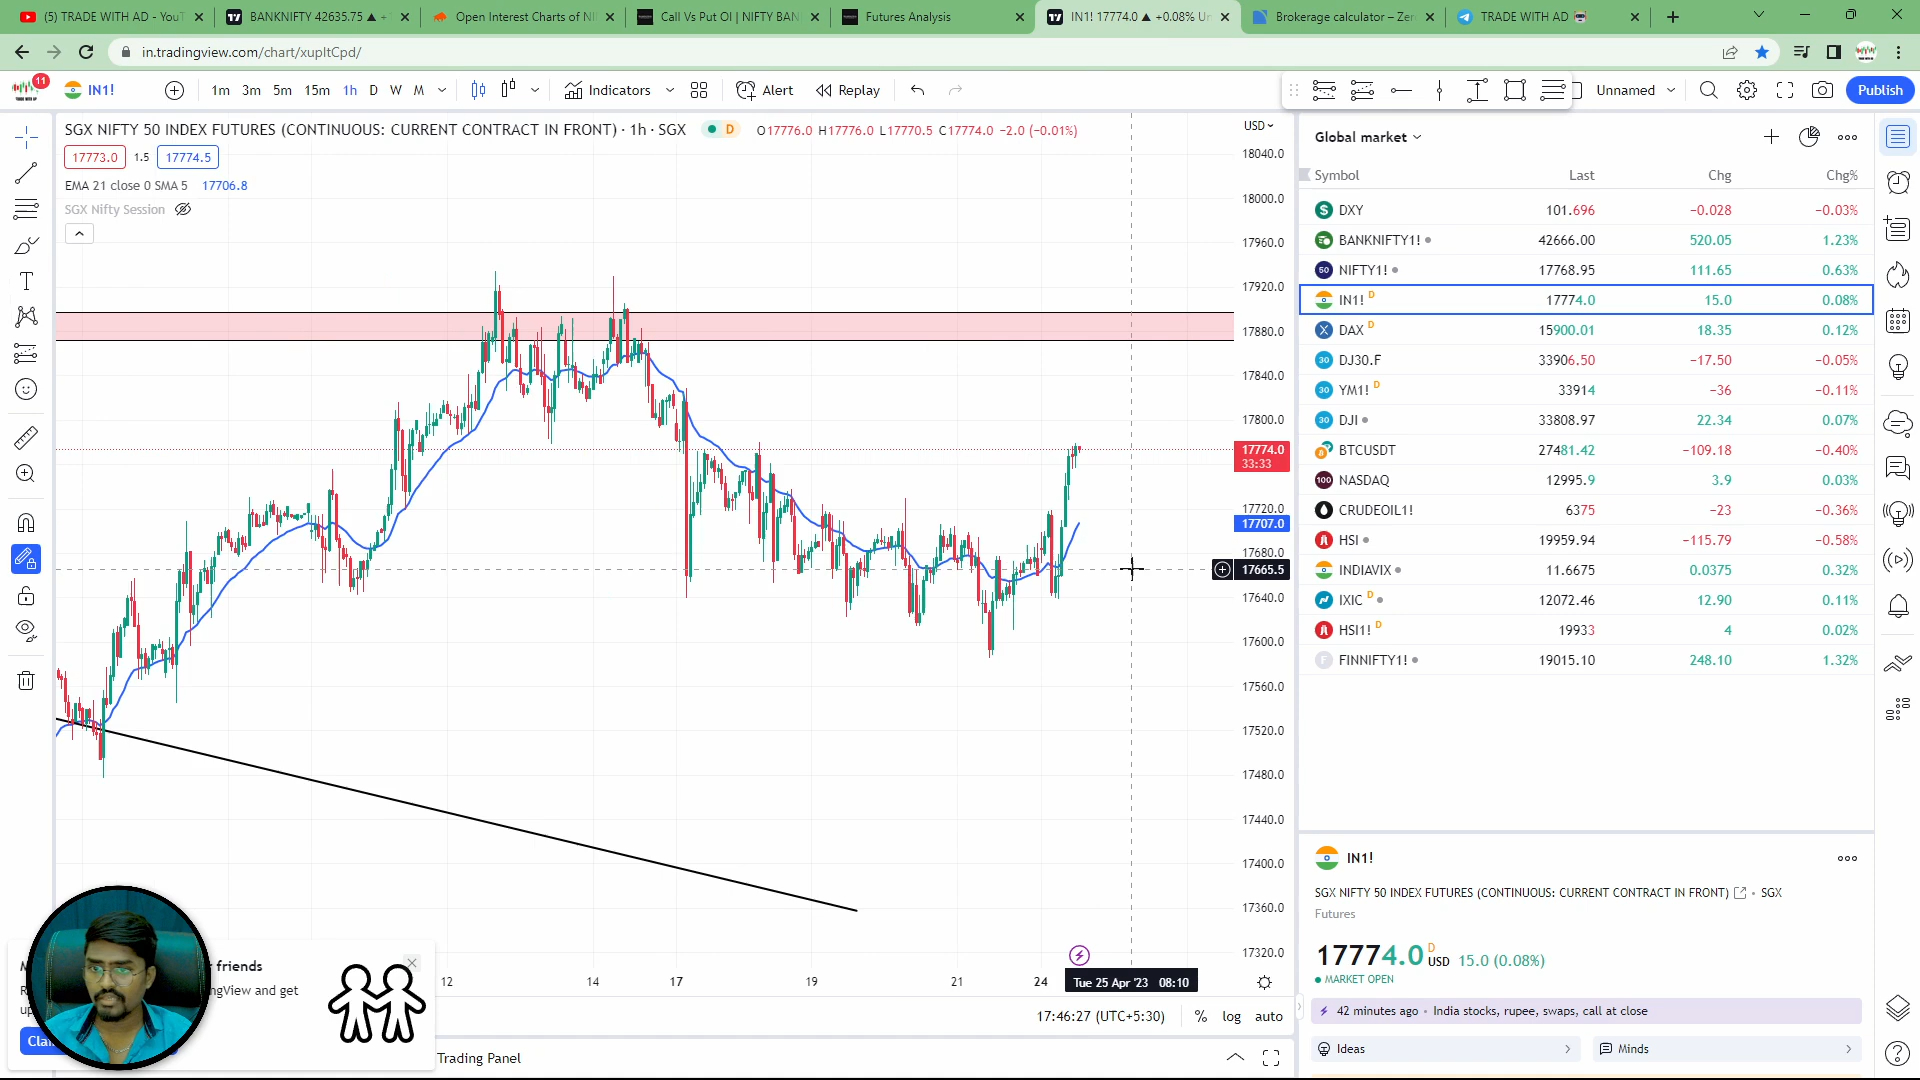 (5) TRADE WITH AD - YouT
BANKNIFTY 42635.75 ▲ +
Open Interest Charts of NI
Call Vs Put OI | NIFTY BAN
Futures Analysis
IN1! 17774.0 ▲ +0.08% Un
Brokerage calculator – Zer
TRADE WITH AD
in.tradingview.com/chart/xupItCpd/
11
IN1!
1m 3m 5m 15m 1h D W M
Indicators
Alert
Replay
Unnamed
Publish
SGX NIFTY 50 INDEX FUTURES (CONTINUOUS: CURRENT CONTRACT IN FRONT) · 1h · SGX
D
O17776.0 H17776.0 L17770.5 C17774.0 −2.0 (−0.01%)
17773.0 1.5 17774.5
EMA 21 close 0 SMA 5 17706.8
SGX Nifty Session
USD
18040.0
18000.0
17960.0
17920.0
17880.0
17840.0
17800.0
17774.0
33:33
17720.0
17707.0
17680.0
17665.5
17640.0
17600.0
17560.0
17520.0
17480.0
17440.0
17400.0
17360.0
17320.0
12 14 17 19 21 24
Tue 25 Apr '23 08:10
17:46:27 (UTC+5:30) % log auto
friends
ngView and get
Trading Panel
Global market
Symbol Last Chg Chg%
DXY 101.696 −0.028 −0.03%
BANKNIFTY1! 42666.00 520.05 1.23%
50 NIFTY1! 17768.95 111.65 0.63%
IN1! D 17774.0 15.0 0.08%
DAX D 15900.01 18.35 0.12%
30 DJ30.F 33906.50 −17.50 −0.05%
30 YM1! D 33914 −36 −0.11%
30 DJI 33808.97 22.34 0.07%
BTCUSDT 27481.42 −109.18 −0.40%
100 NASDAQ 12995.9 3.9 0.03%
CRUDEOIL1! 6375 −23 −0.36%
HSI 19959.94 −115.79 −0.58%
INDIAVIX 11.6675 0.0375 0.32%
IXIC D 12072.46 12.90 0.11%
HSI1! D 19933 4 0.02%
F FINNIFTY1! 19015.10 248.10 1.32%
IN1!
SGX NIFTY 50 INDEX FUTURES (CONTINUOUS: CURRENT CONTRACT IN FRONT) • SGX
Futures
17774.0 D USD 15.0 (0.08%)
MARKET OPEN
42 minutes ago • India stocks, rupee, swaps, call at close
Ideas
Minds